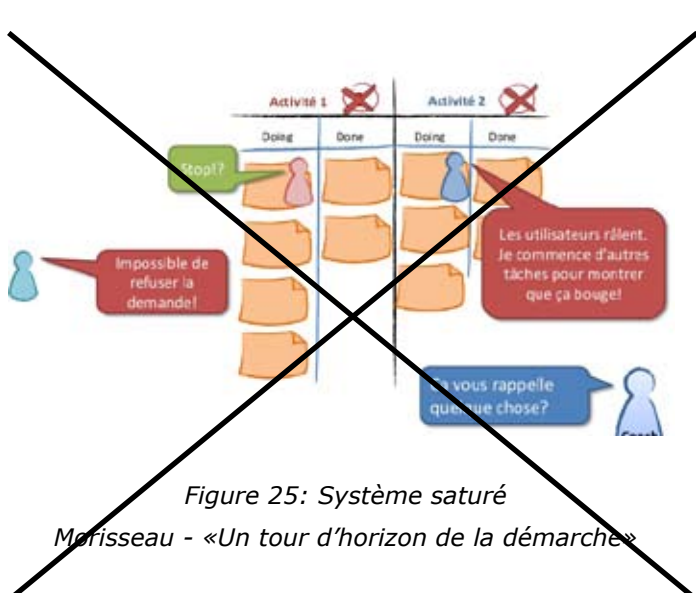 Activité 1
Activité 2
Doing
Done
Doing
Done
Stop!?
Impossible de
refuser la
demande!
Les utilisateurs râlent.
Je commence d'autres
tâches pour montrer
que ça bouge!
Ça vous rappelle
quelque chose?
Coach
Figure 25: Système saturé
Morisseau - «Un tour d’horizon de la démarche»